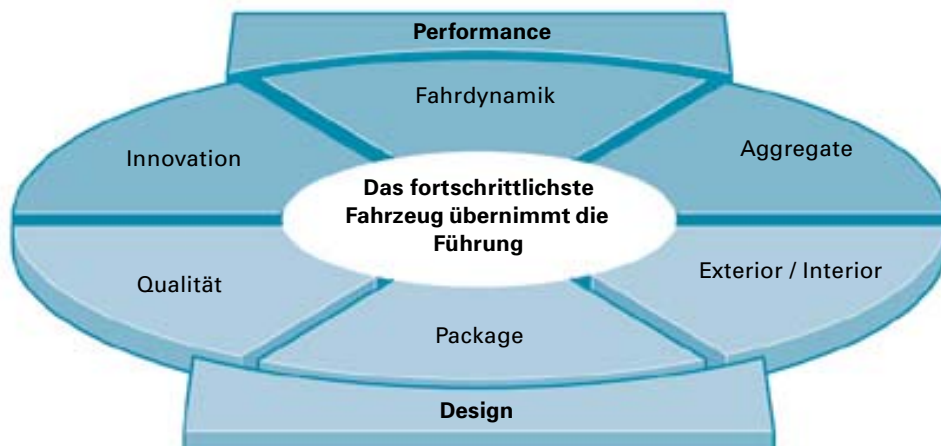 Performance
Fahrdynamik
Innovation
Aggregate
Das fortschrittlichste
Fahrzeug übernimmt die
Führung
Qualität
Exterior / Interior
Package
Design